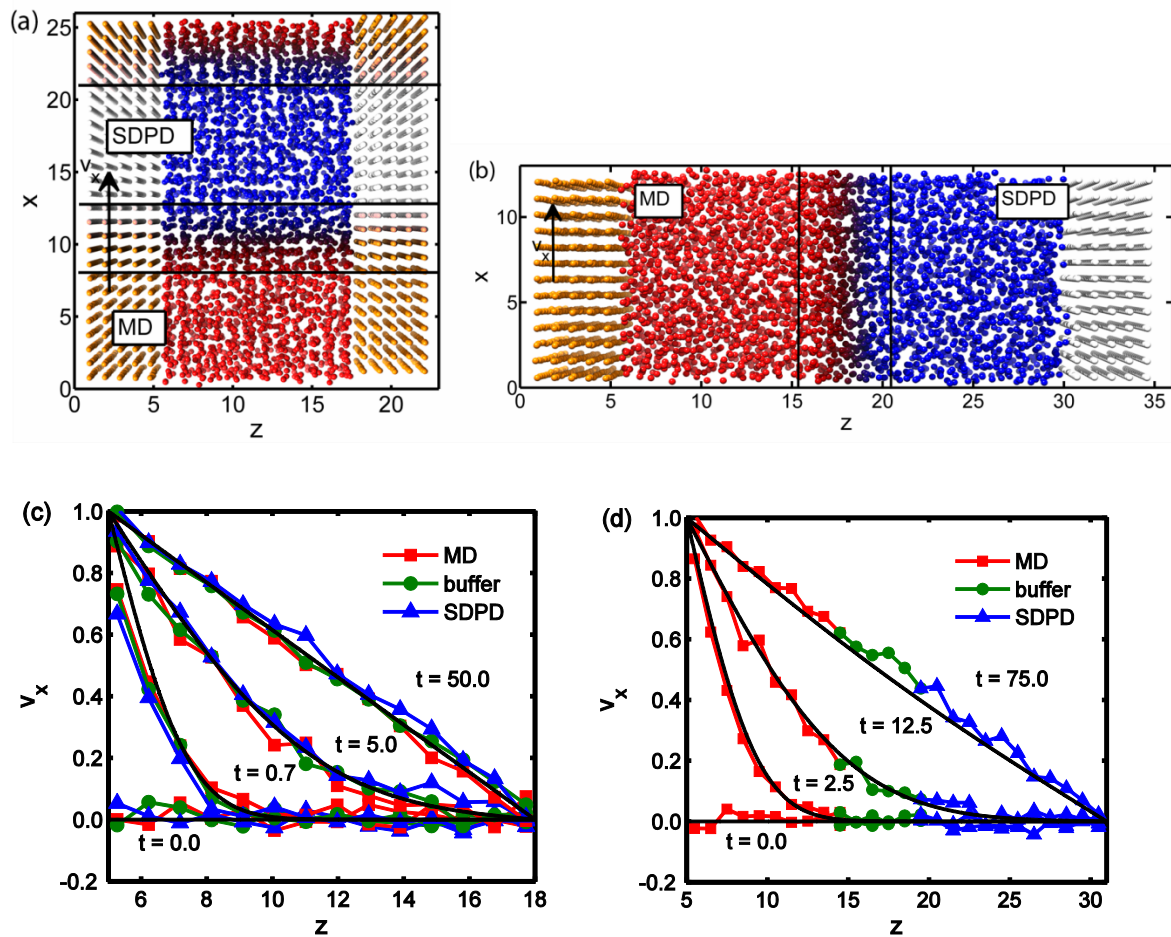 (a)
25
20
15
10
5
0
x
SDPD
v x
MD
0 5 10 15 20
z
(b)
10
5
0
x
MD
SDPD
v x
0 5 10 15 20 25 30 35
z
(c)
1.0
0.8
0.6
0.4
0.2
0.0
-0.2
v x
MD
buffer
SDPD
t = 50.0
t = 5.0
t = 0.7
t = 0.0
6 8 10 12 14 16 18
z
(d)
1.0
0.8
0.6
0.4
0.2
0.0
-0.2
v x
MD
buffer
SDPD
t = 75.0
t = 12.5
t = 2.5
t = 0.0
5 10 15 20 25 30
z